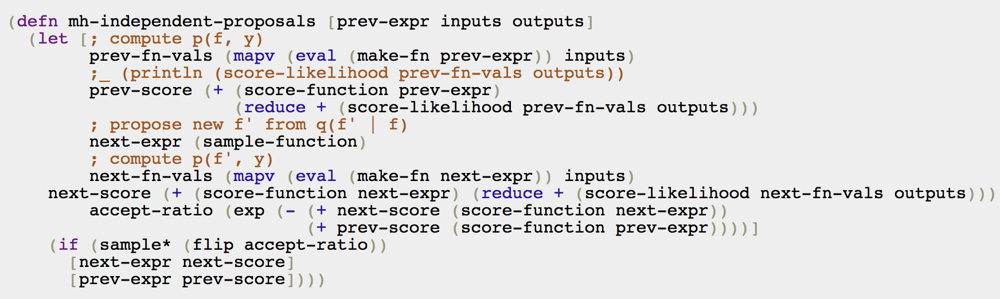 (defn mh-independent-proposals [prev-expr inputs outputs]
  (let [; compute p(f, y)
        prev-fn-vals (mapv (eval (make-fn prev-expr)) inputs)
        ;_ (println (score-likelihood prev-fn-vals outputs))
        prev-score (+ (score-function prev-expr)
                      (reduce + (score-likelihood prev-fn-vals outputs)))
        ; propose new f' from q(f' | f)
        next-expr (sample-function)
        ; compute p(f', y)
        next-fn-vals (mapv (eval (make-fn next-expr)) inputs)
    next-score (+ (score-function next-expr) (reduce + (score-likelihood next-fn-vals outputs)))
        accept-ratio (exp (- (+ next-score (score-function next-expr))
                             (+ prev-score (score-function prev-expr))))]
    (if (sample* (flip accept-ratio))
      [next-expr next-score]
      [prev-expr prev-score])))